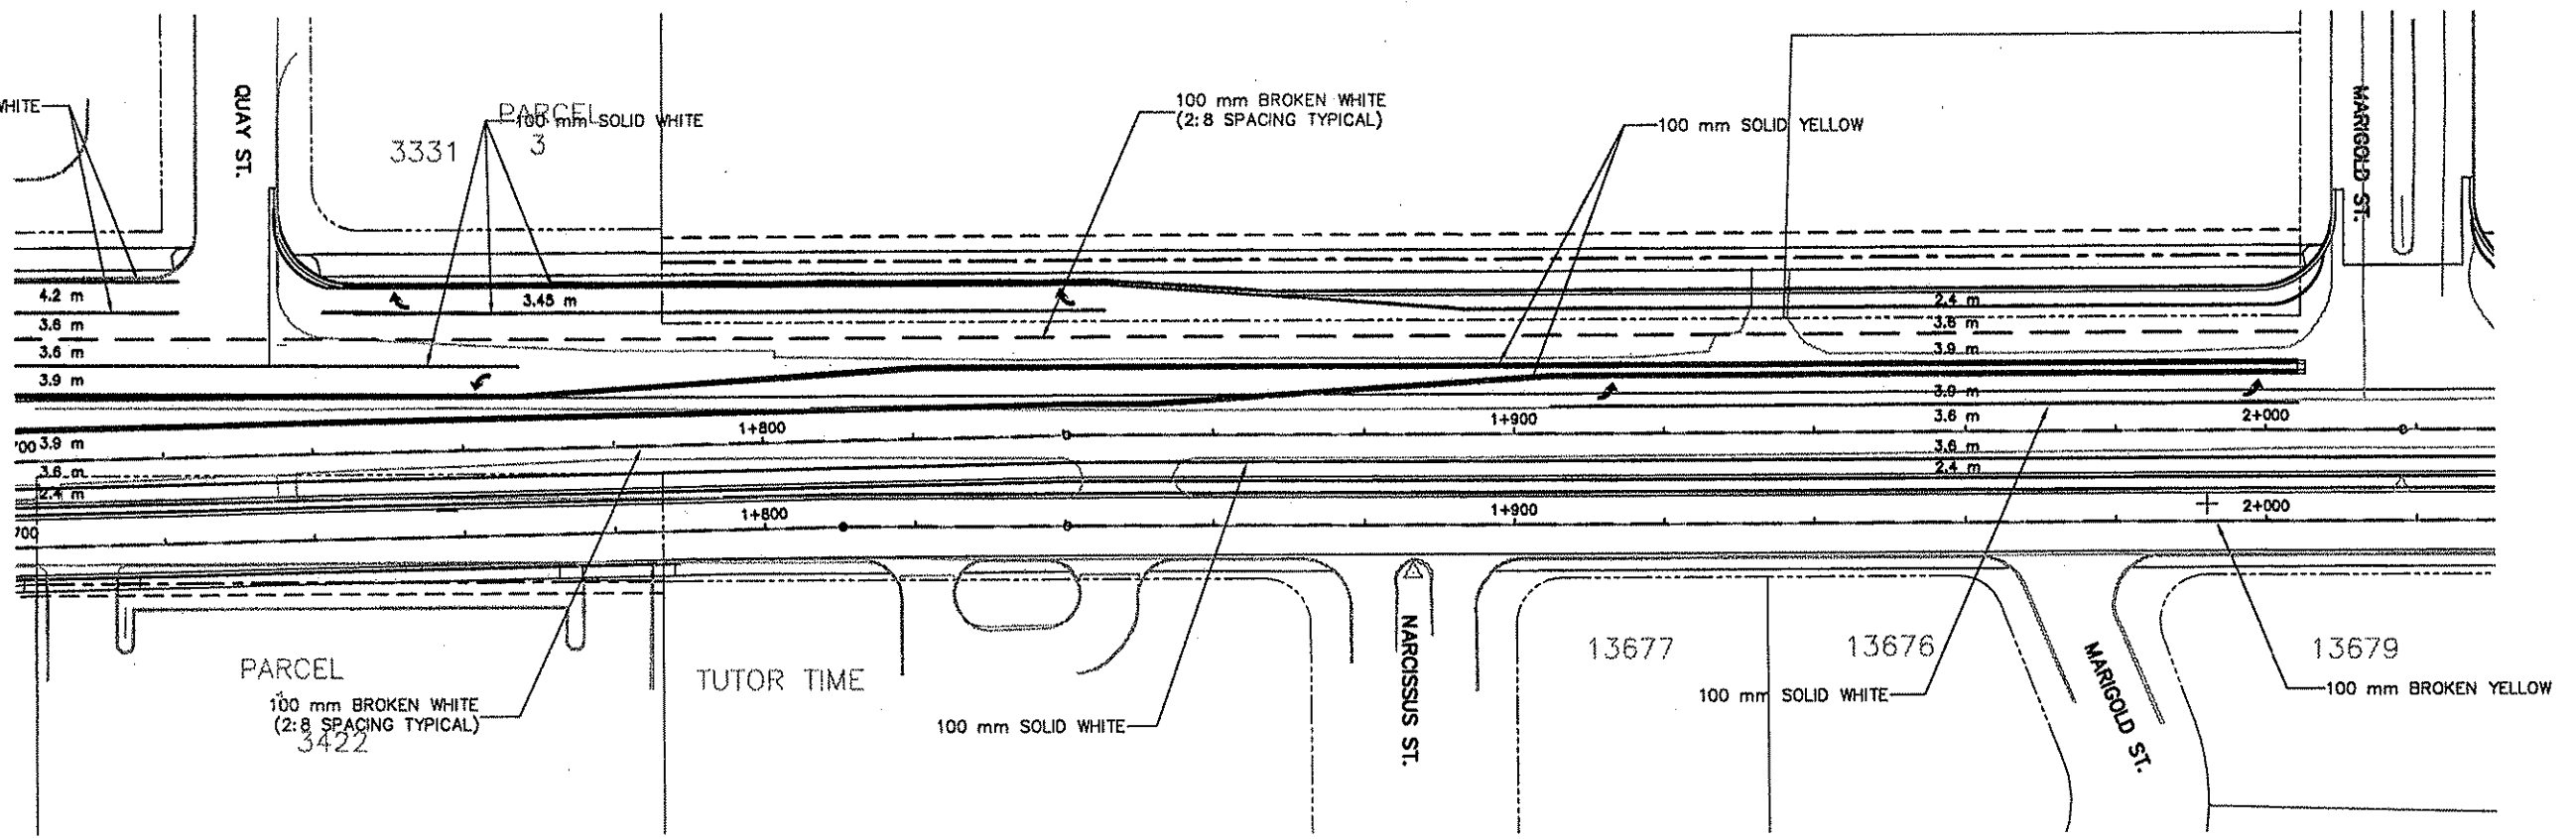 WHITE
QUAY ST.
PARCEL
3
3331
100 mm SOLID WHITE
100 mm BROKEN WHITE
(2:8 SPACING TYPICAL)
100 mm SOLID YELLOW
MARIGOLD ST.
4.2 m
3.6 m
3.6 m
3.9 m
3.45 m
2.4 m
3.6 m
3.9 m
3.9 m
3.6 m
3.6 m
2.4 m
'00
3.9 m
3.6 m
2.4 m
1+800
1+900
2+000
700
1+800
1+900
2+000
PARCEL
3422
100 mm BROKEN WHITE
(2:8 SPACING TYPICAL)
TUTOR TIME
100 mm SOLID WHITE
NARCISSUS ST.
13677
13676
100 mm SOLID WHITE
MARIGOLD ST.
13679
100 mm BROKEN YELLOW